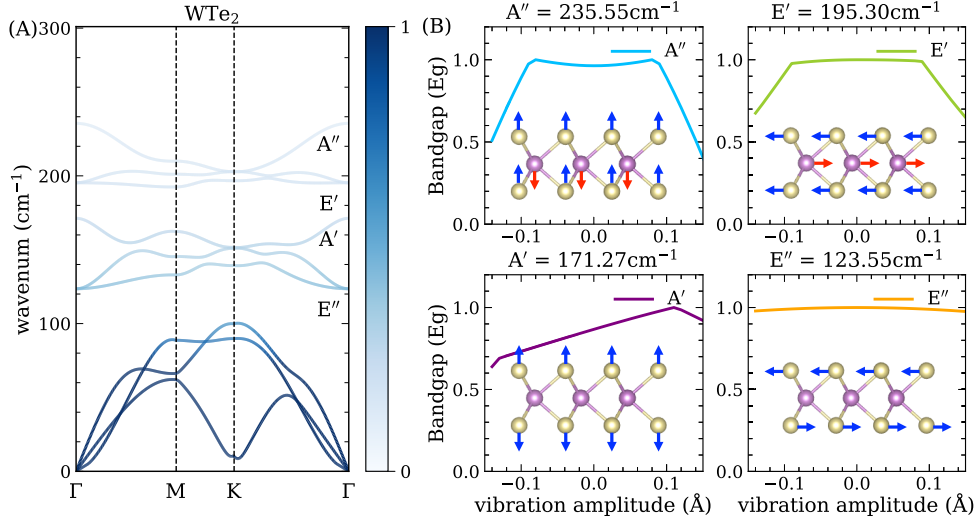 (A)
WTe₂
300
200
100
0
wavenum (cm⁻¹)
A″
E′
A′
E″
Γ
M
K
Γ
1
0
(B)
A″ = 235.55cm⁻¹
A″
1.0
0.5
0.0
Bandgap (Eg)
−0.1
0.0
0.1
E′ = 195.30cm⁻¹
E′
1.0
0.5
0.0
−0.1
0.0
0.1
A′ = 171.27cm⁻¹
A′
1.0
0.5
0.0
Bandgap (Eg)
−0.1
0.0
0.1
vibration amplitude (Å)
E″ = 123.55cm⁻¹
E″
1.0
0.5
0.0
−0.1
0.0
0.1
vibration amplitude (Å)